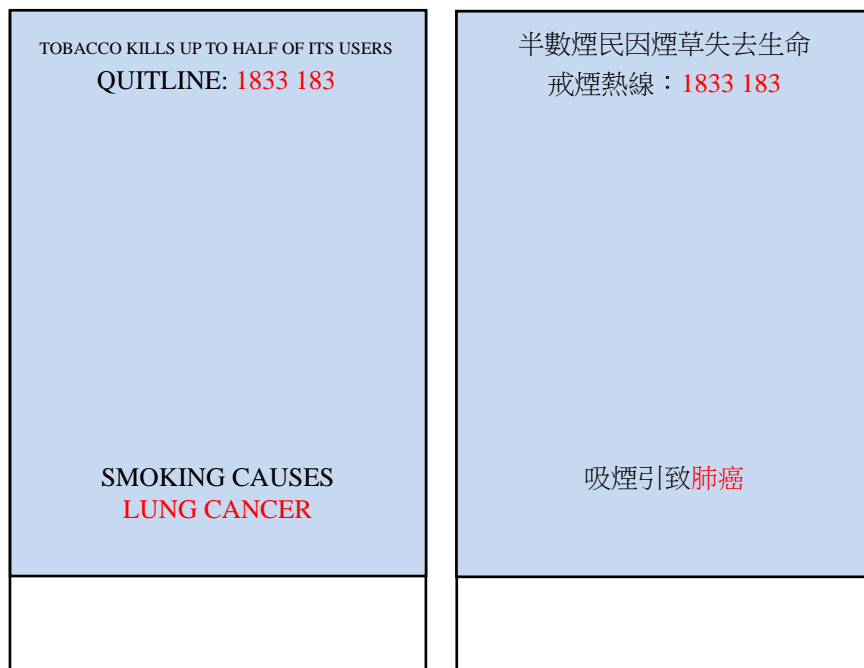 TOBACCO KILLS UP TO HALF OF ITS USERS
QUITLINE: 1833 183
SMOKING CAUSES
LUNG CANCER
半數煙民因煙草失去生命
戒煙熱線：1833 183
吸煙引致肺癌